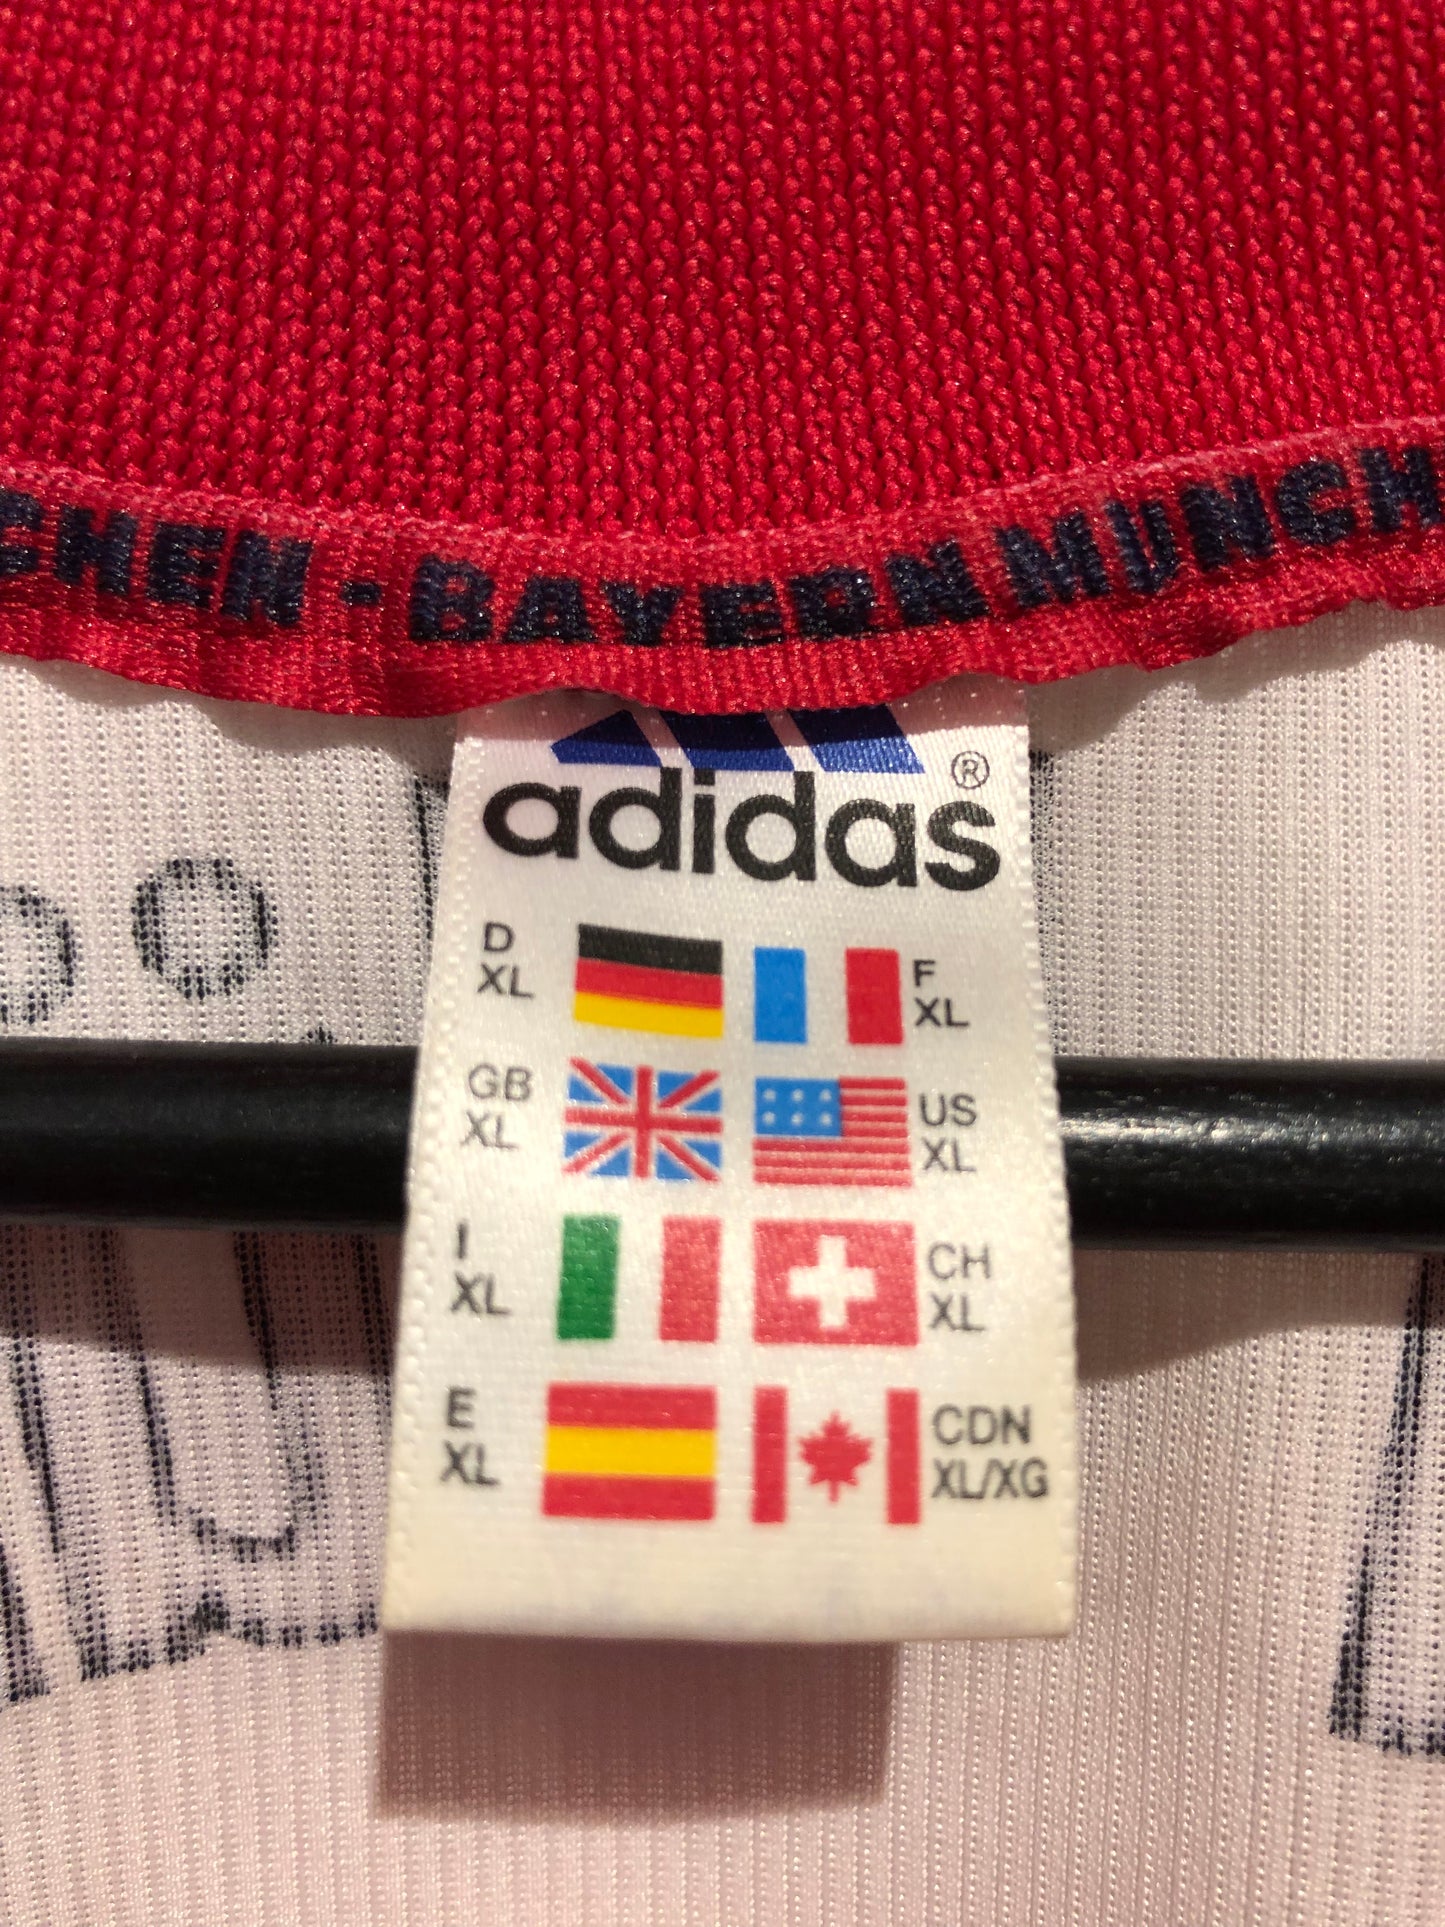 CHEN - BAYERN MÜNCH
adidas®
D XL F XL
GB XL US XL
I XL CH XL
E XL CDN XL/XG